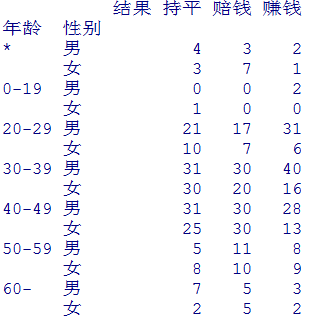 结果 持平 赔钱 赚钱
年龄 性别
* 男 4 3 2
女 3 7 1
0-19 男 0 0 2
女 1 0 0
20-29 男 21 17 31
女 10 7 6
30-39 男 31 30 40
女 30 20 16
40-49 男 31 30 28
女 25 30 13
50-59 男 5 11 8
女 8 10 9
60- 男 7 5 3
女 2 5 2